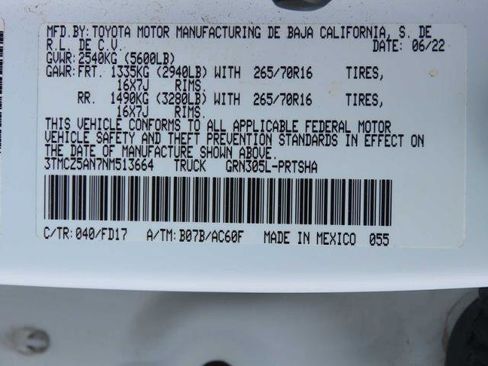 MFD.BY: TOYOTA MOTOR MANUFACTURING DE BAJA CALIFORNIA, S. DE
R.L. DE C.V. DATE: 06/22
GVWR: 2540KG (5600LB)
GAWR: FRT. 1335KG (2940LB) WITH 265/70R16 TIRES,
16X7J RIMS.
RR. 1490KG (3280LB) WITH 265/70R16 TIRES,
16X7J RIMS.
THIS VEHICLE CONFORMS TO ALL APPLICABLE FEDERAL MOTOR
VEHICLE SAFETY AND THEFT PREVENTION STANDARDS IN EFFECT
ON THE DATE OF MANUFACTURE SHOWN ABOVE.
3TMCZ5AN7NM513664 TRUCK GRN305L-PRTSHA
C/TR: 040/FD17 A/TM: B07B/AC60F MADE IN MEXICO 055